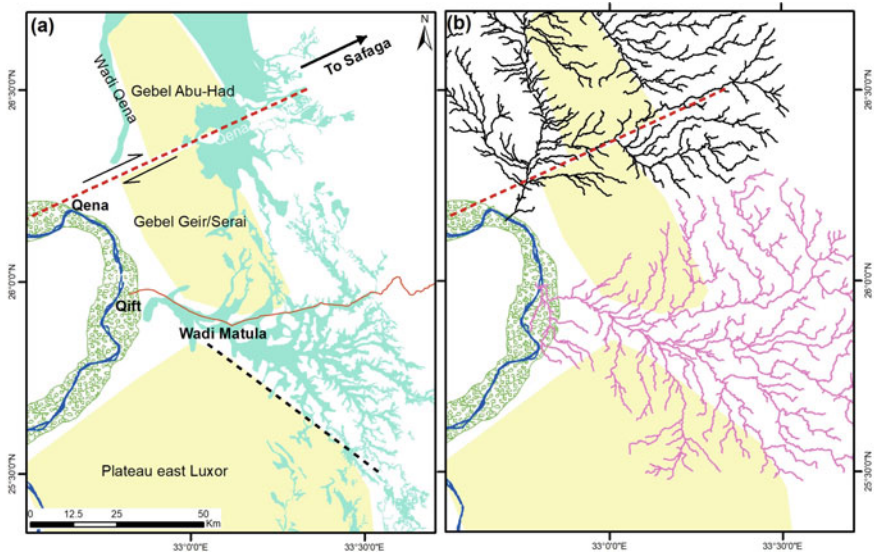 (a)
N
To Safaga
Wadi Qena
Gebel Abu-Had
Qena
Qena
Gebel Geir/Serai
Qift
Wadi Matula
Plateau east Luxor
0 12.5 25 50
Km
26°30'0"N
26°0'0"N
25°30'0"N
33°0'0"E
33°30'0"E
(b)
26°30'0"N
26°0'0"N
25°30'0"N
33°0'0"E
33°30'0"E